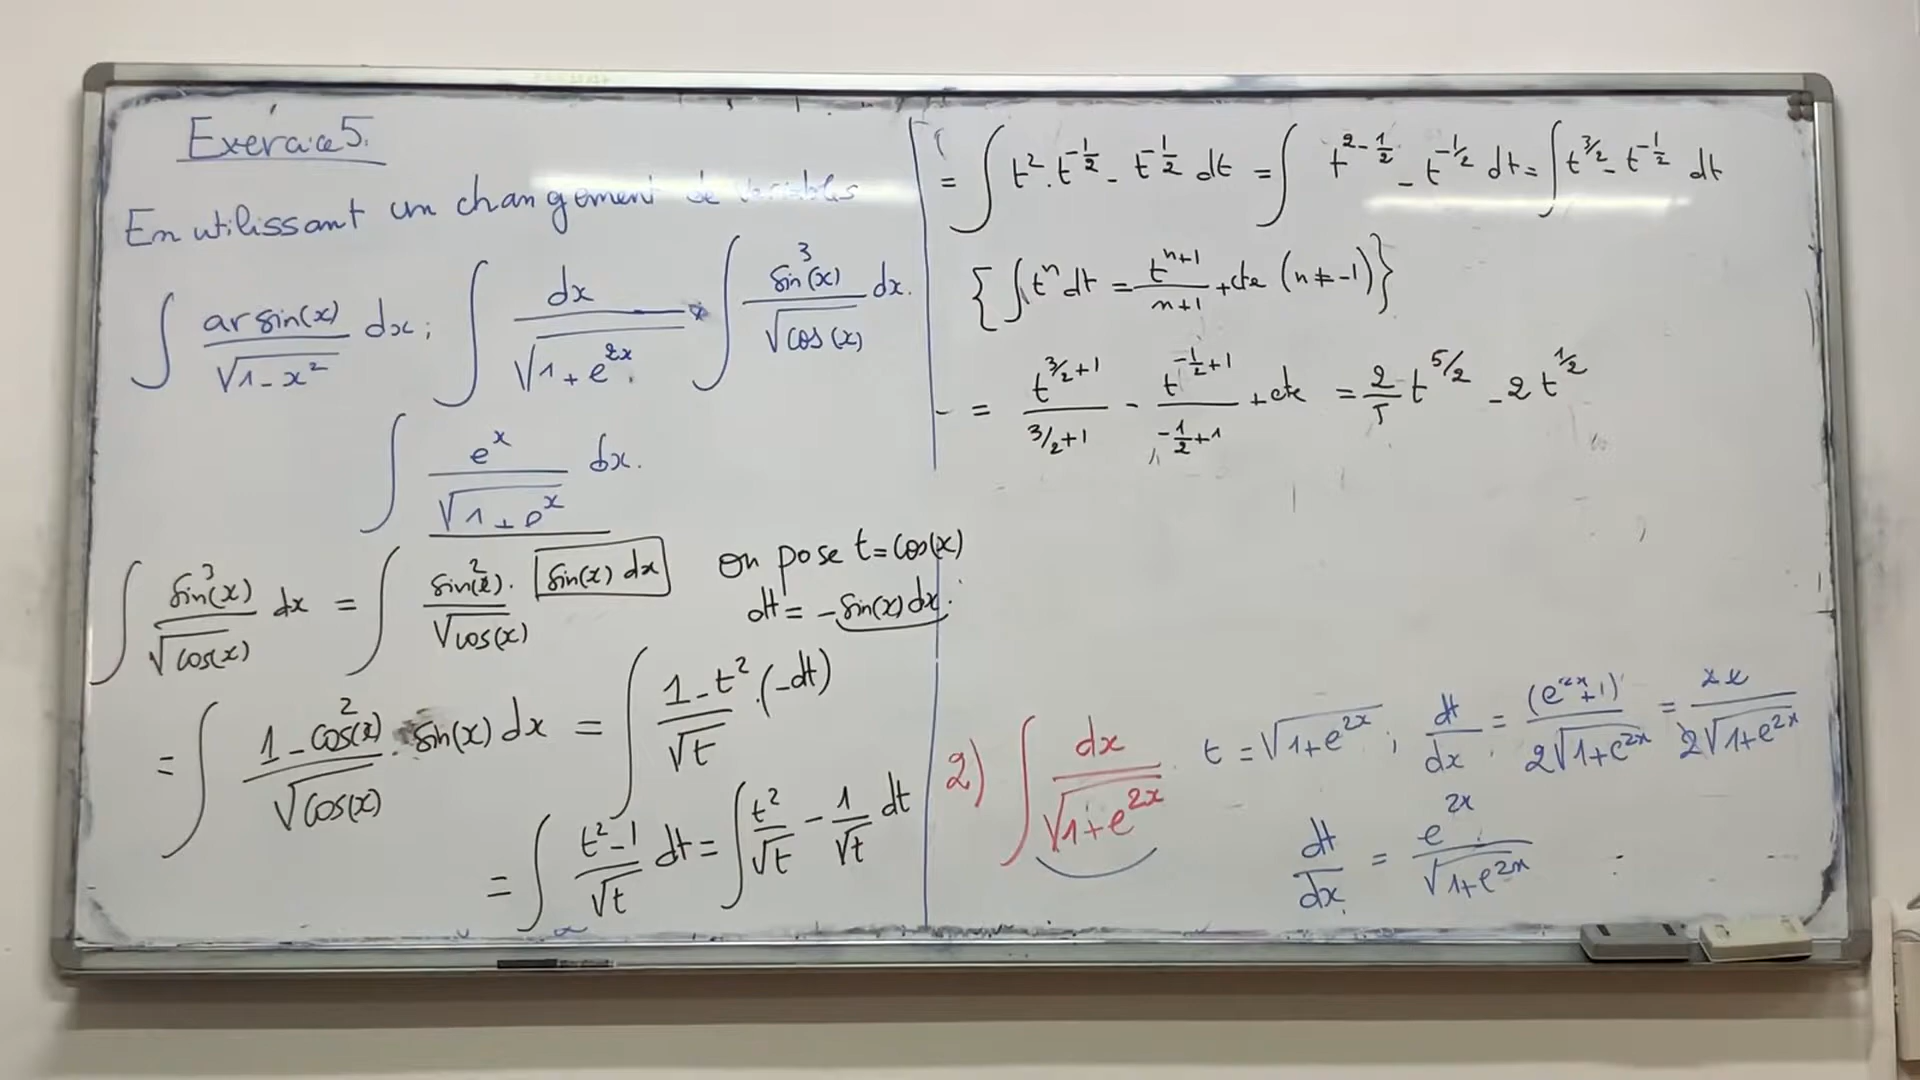 Exercice 5.
En utilissant un changement de variables
∫ arsin(x)/√(1-x²) dx ; ∫ dx/√(1+e^2x) . ∫ sin³(x)/√cos(x) dx.
∫ e^x/√(1+e^x) dx.
∫ sin³(x)/√cos(x) dx = ∫ sin²(x)/√cos(x) . sin(x) dx on pose t = cos(x)
dt = -sin(x) dx.
= ∫ (1-cos²(x))/√cos(x) . sin(x) dx = ∫ (1-t²)/√t . (-dt)
= ∫ (t²-1)/√t dt = ∫ t²/√t - 1/√t dt
= ∫ t² . t^(-1/2) - t^(-1/2) dt = ∫ t^(2-1/2) - t^(-1/2) dt = ∫ t^(3/2) - t^(-1/2) dt
{ ∫ t^n dt = t^(n+1)/(n+1) + cte (n ≠ -1) }
= t^(3/2+1)/(3/2+1) - t^(-1/2+1)/(-1/2+1) + cte = 2/5 t^(5/2) - 2 t^(1/2)
2) ∫ dx/√(1+e^2x) t = √(1+e^2x) ; dt/dx = (e^2x+1)'/(2√(1+e^2x)) = /(2√(1+e^2x))
dt/dx = e^2x/√(1+e^2x)